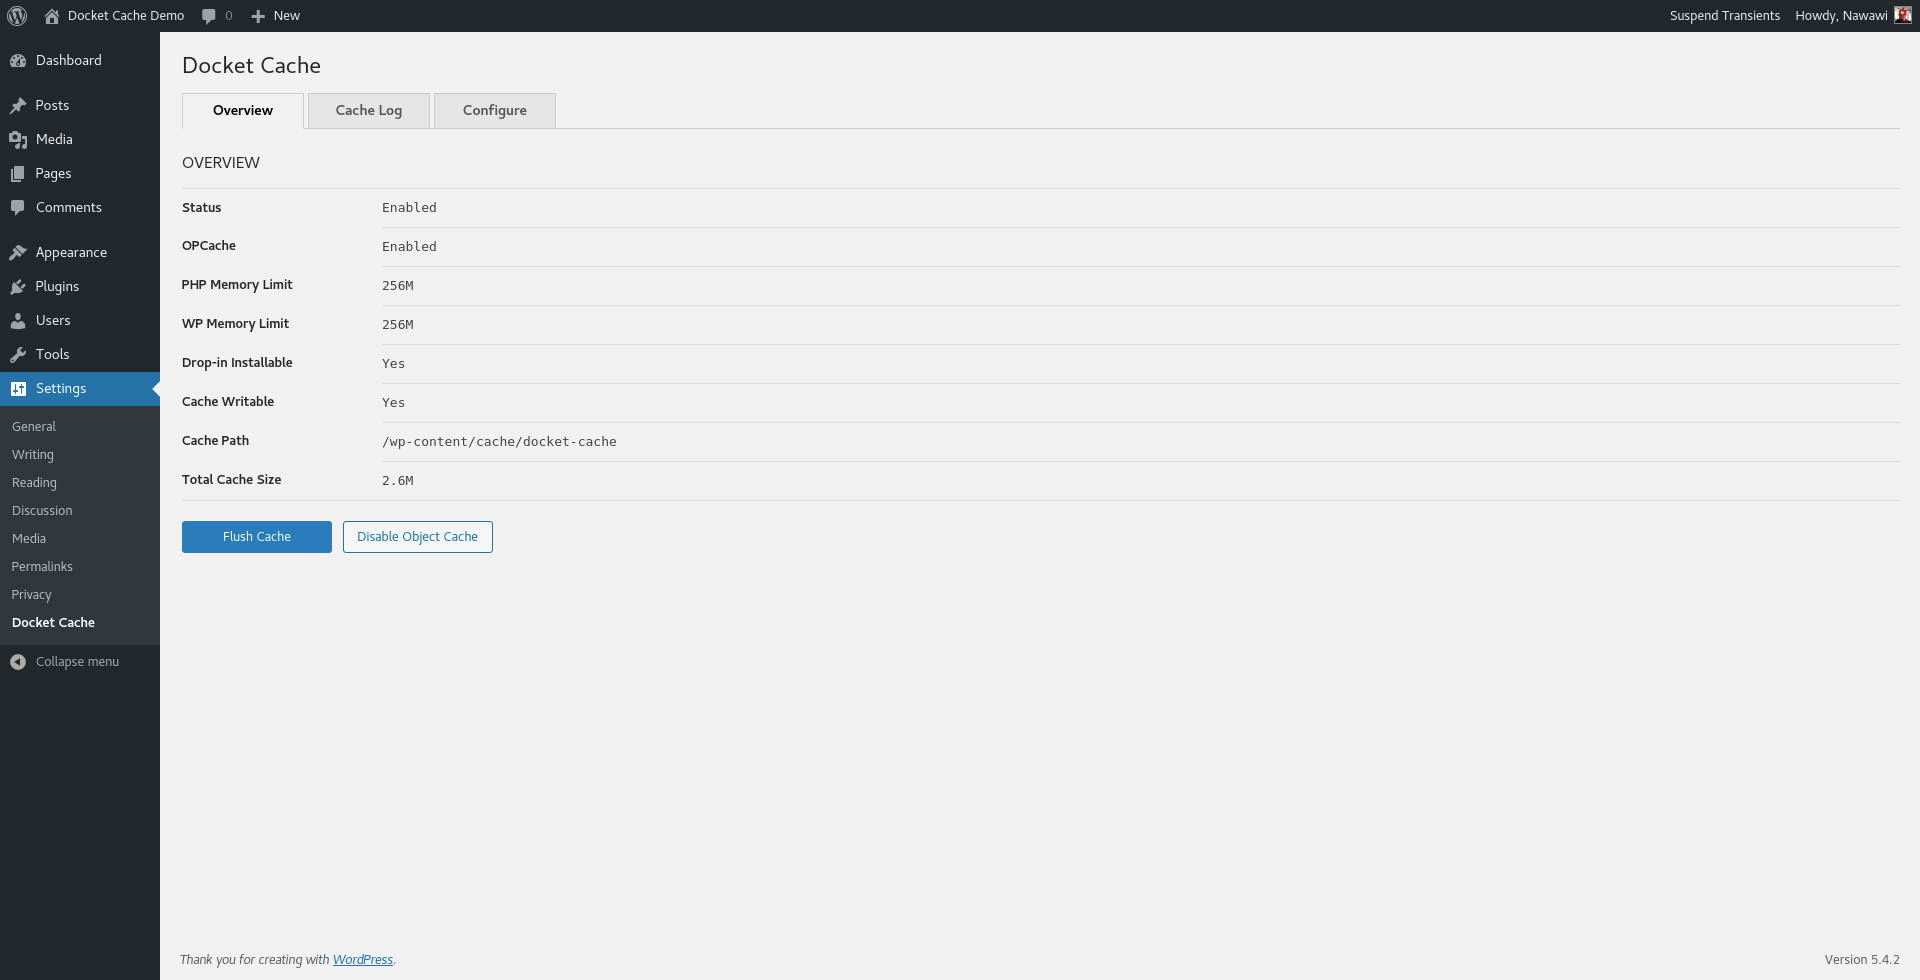 Docket Cache Demo 0 New Suspend Transients Howdy, Nawawi
Dashboard
Posts
Media
Pages
Comments
Appearance
Plugins
Users
Tools
Settings
General
Writing
Reading
Discussion
Media
Permalinks
Privacy
Docket Cache
Collapse menu
Docket Cache
Overview Cache Log Configure
OVERVIEW
Status Enabled
OPCache Enabled
PHP Memory Limit 256M
WP Memory Limit 256M
Drop-in Installable Yes
Cache Writable Yes
Cache Path /wp-content/cache/docket-cache
Total Cache Size 2.6M
Flush Cache Disable Object Cache
Thank you for creating with WordPress. Version 5.4.2